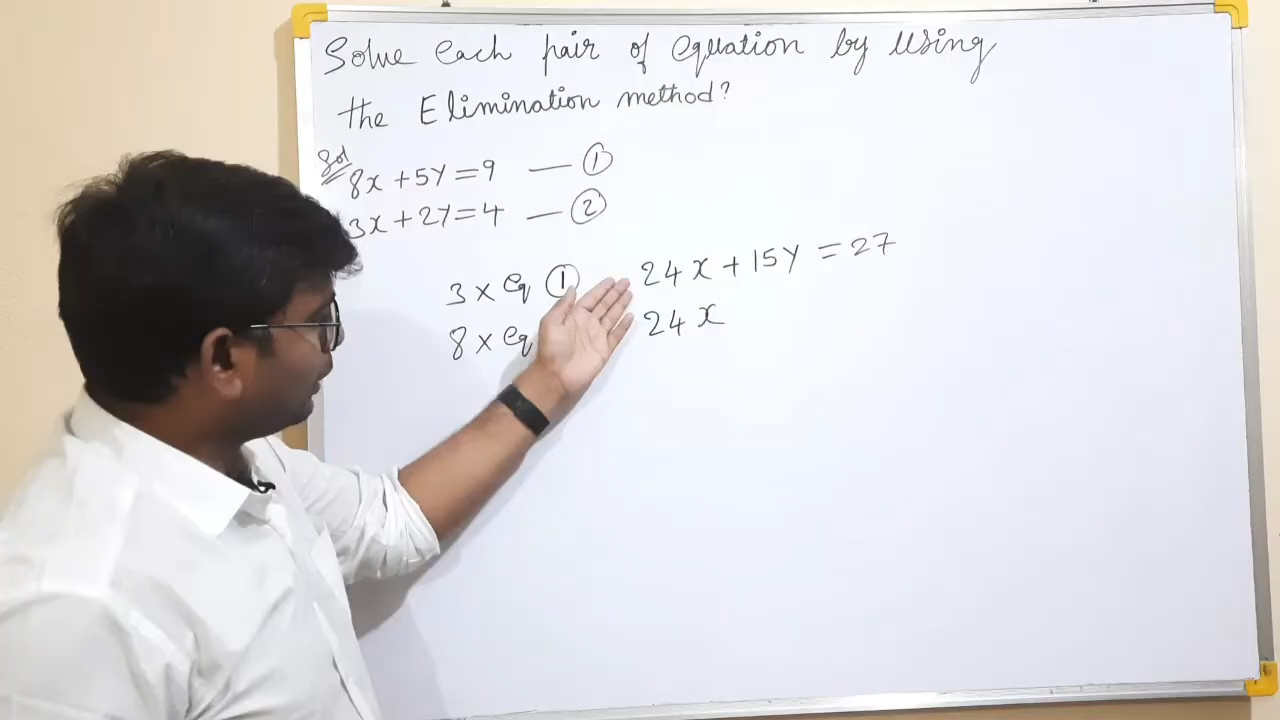 Solve each pair of equation by using
the Elimination method?
Sol
8x + 5y = 9 — ①
3x + 2y = 4 — ②
3 x eq ① 24x + 15y = 27
8 x eq 24x